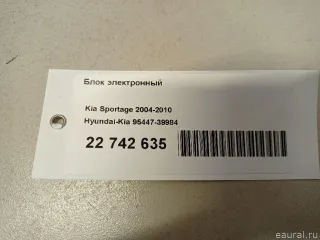 Блок электронный
Kia Sportage 2004-2010
Hyundai-Kia 95447-39984
22 742 635
eaural.ru